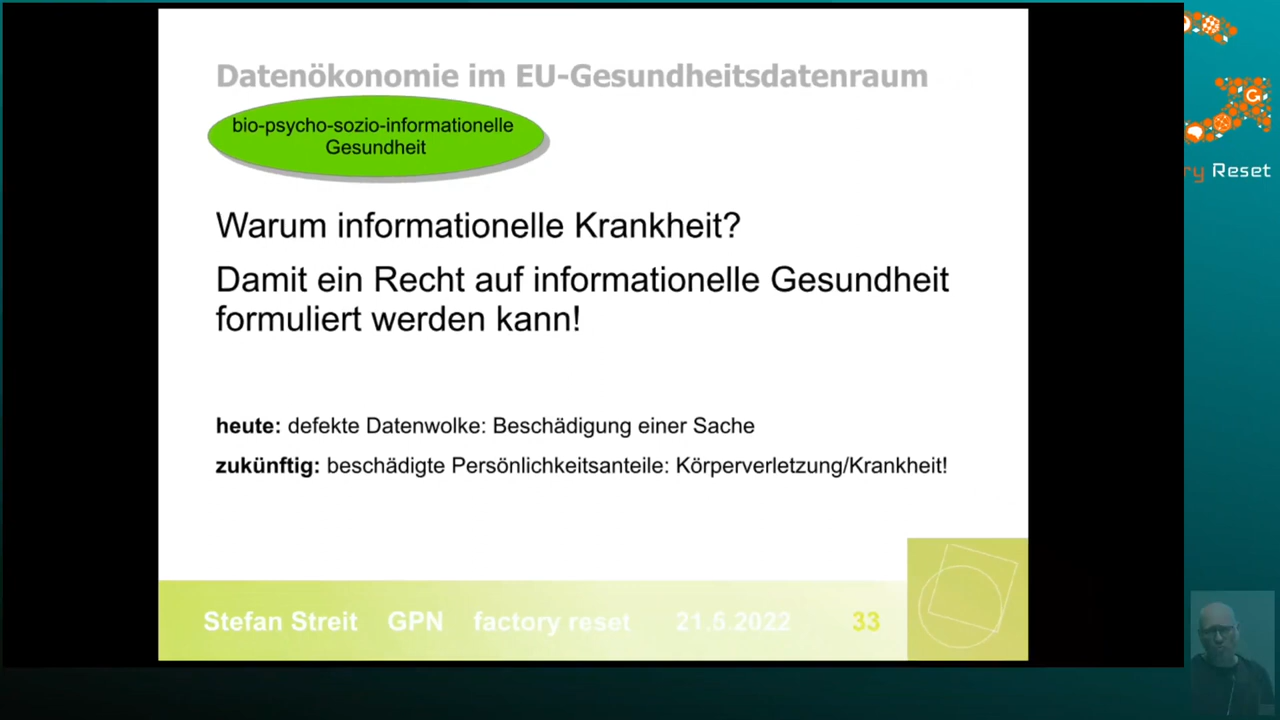 Datenökonomie im EU-Gesundheitsdatenraum
bio-psycho-sozio-informationelle
Gesundheit
Warum informationelle Krankheit?
Damit ein Recht auf informationelle Gesundheit
formuliert werden kann!
heute: defekte Datenwolke: Beschädigung einer Sache
zukünftig: beschädigte Persönlichkeitsanteile: Körperverletzung/Krankheit!
Stefan Streit GPN factory reset 21.5.2022 33
G
ry Reset